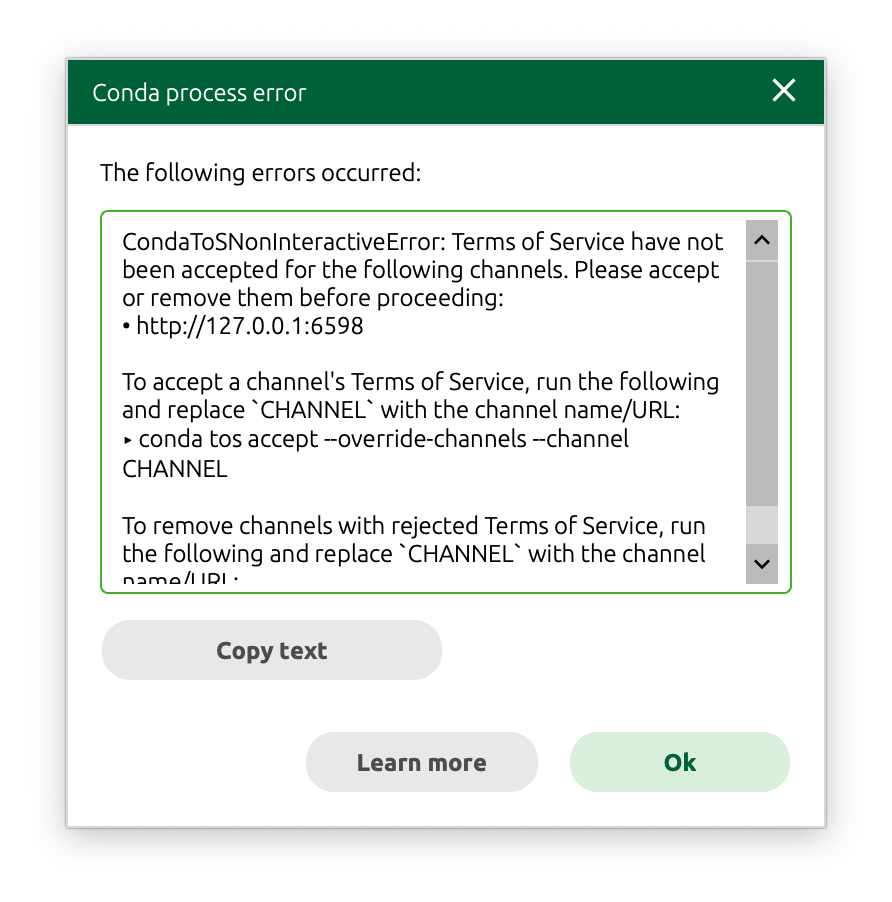 Conda process error
The following errors occurred:
CondaToSNonInteractiveError: Terms of Service have not
been accepted for the following channels. Please accept
or remove them before proceeding:
• http://127.0.0.1:6598
To accept a channel's Terms of Service, run the following
and replace `CHANNEL` with the channel name/URL:
‣ conda tos accept --override-channels --channel
CHANNEL
To remove channels with rejected Terms of Service, run
the following and replace `CHANNEL` with the channel
name/URL:
Copy text
Learn more
Ok